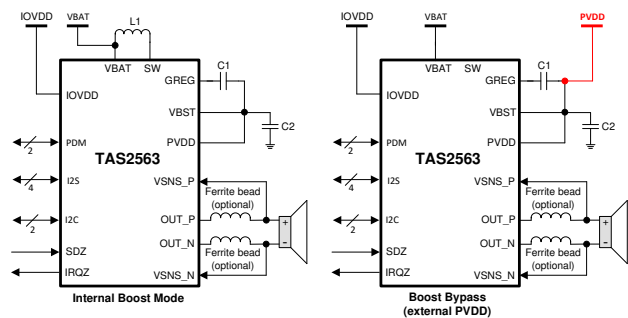 IOVDD
VBAT
L1
VBAT
SW
GREG
C1
IOVDD
VBST
C2
PDM
2
PVDD
TAS2563
I2S
4
VSNS_P
Ferrite bead
(optional)
I2C
2
OUT_P
+
OUT_N
-
Ferrite bead
(optional)
SDZ
IRQZ
VSNS_N
Internal Boost Mode
IOVDD
VBAT
PVDD
VBAT
SW
GREG
C1
IOVDD
VBST
C2
PDM
2
PVDD
TAS2563
I2S
4
VSNS_P
Ferrite bead
(optional)
I2C
2
OUT_P
+
OUT_N
-
Ferrite bead
(optional)
SDZ
IRQZ
VSNS_N
Boost Bypass
(external PVDD)